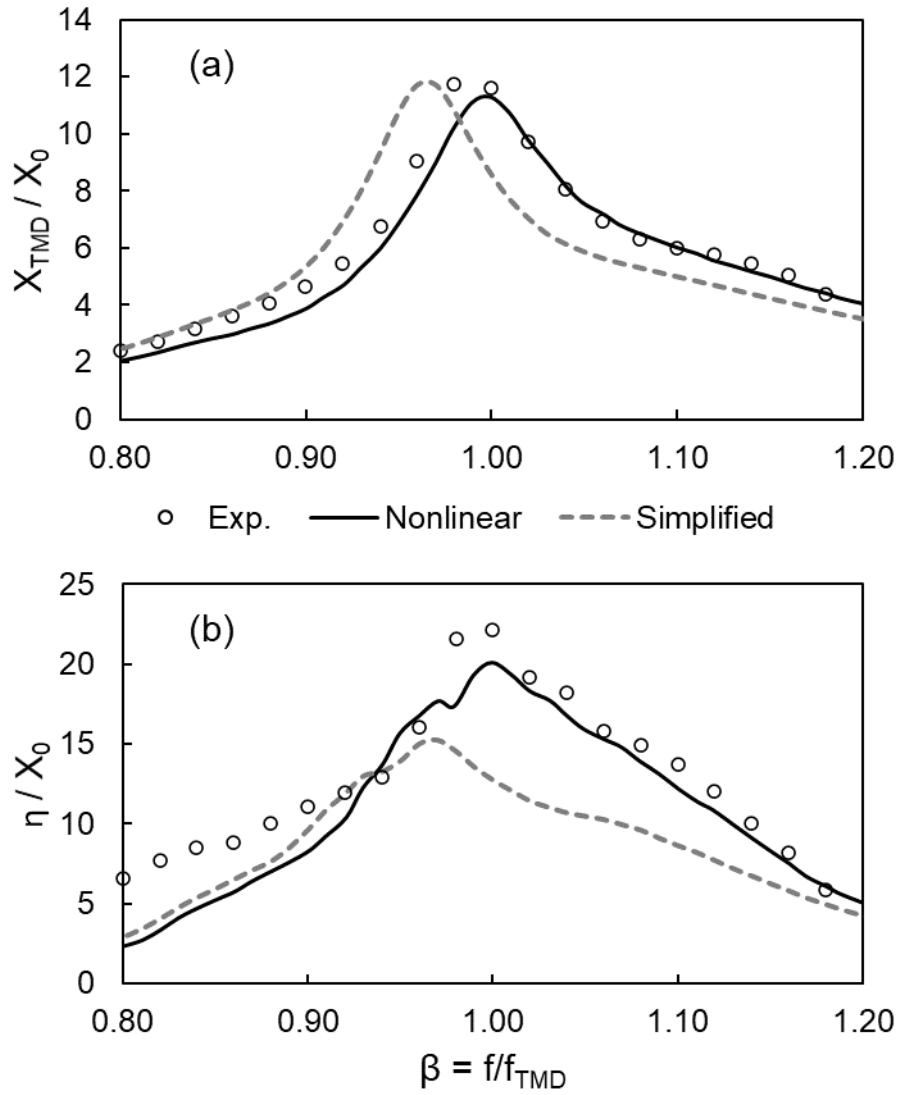 14
(a)
12
10
8
6
4
2
0
X_TMD / X_0
0.80 0.90 1.00 1.10 1.20
Exp. Nonlinear Simplified
25
(b)
20
15
10
5
0
η / X_0
0.80 0.90 1.00 1.10 1.20
β = f/f_TMD